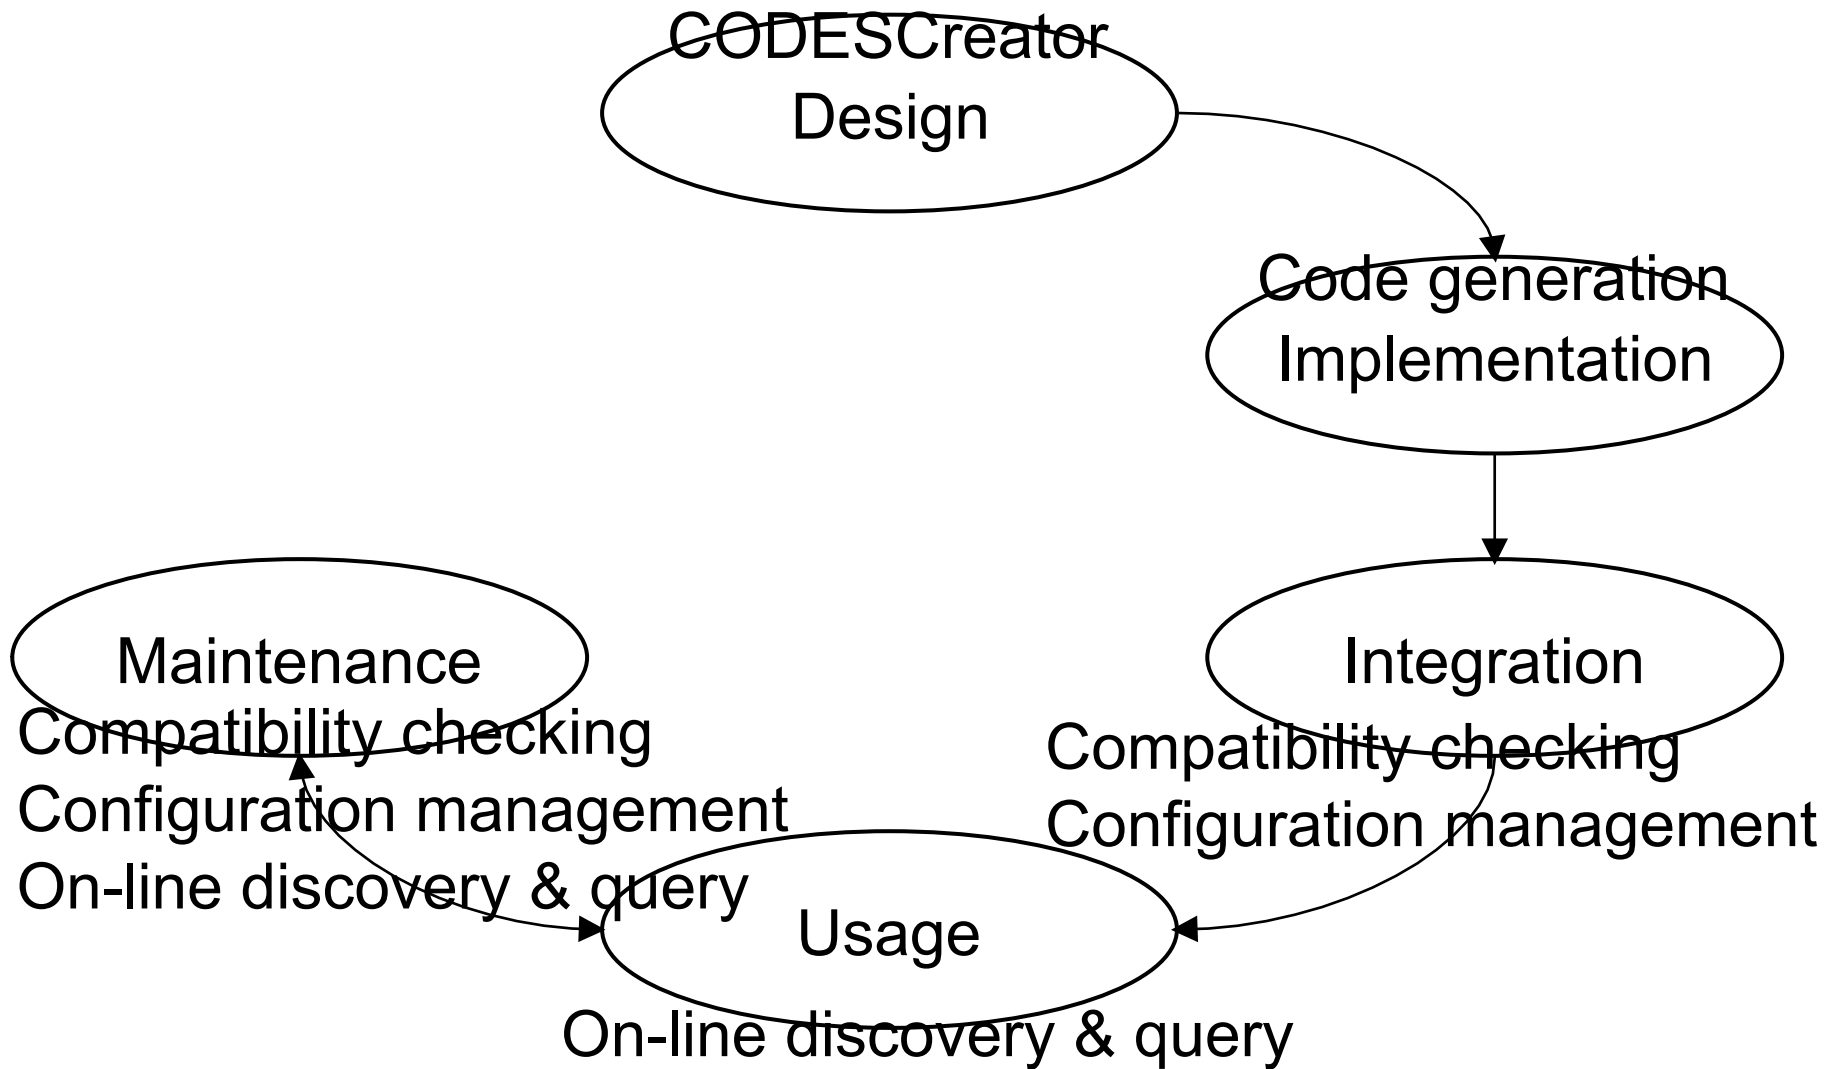 CODESCreator
Design
Code generation
Implementation
Maintenance
Compatibility checking
Configuration management
On-line discovery & query
Integration
Compatibility checking
Configuration management
Usage
On-line discovery & query